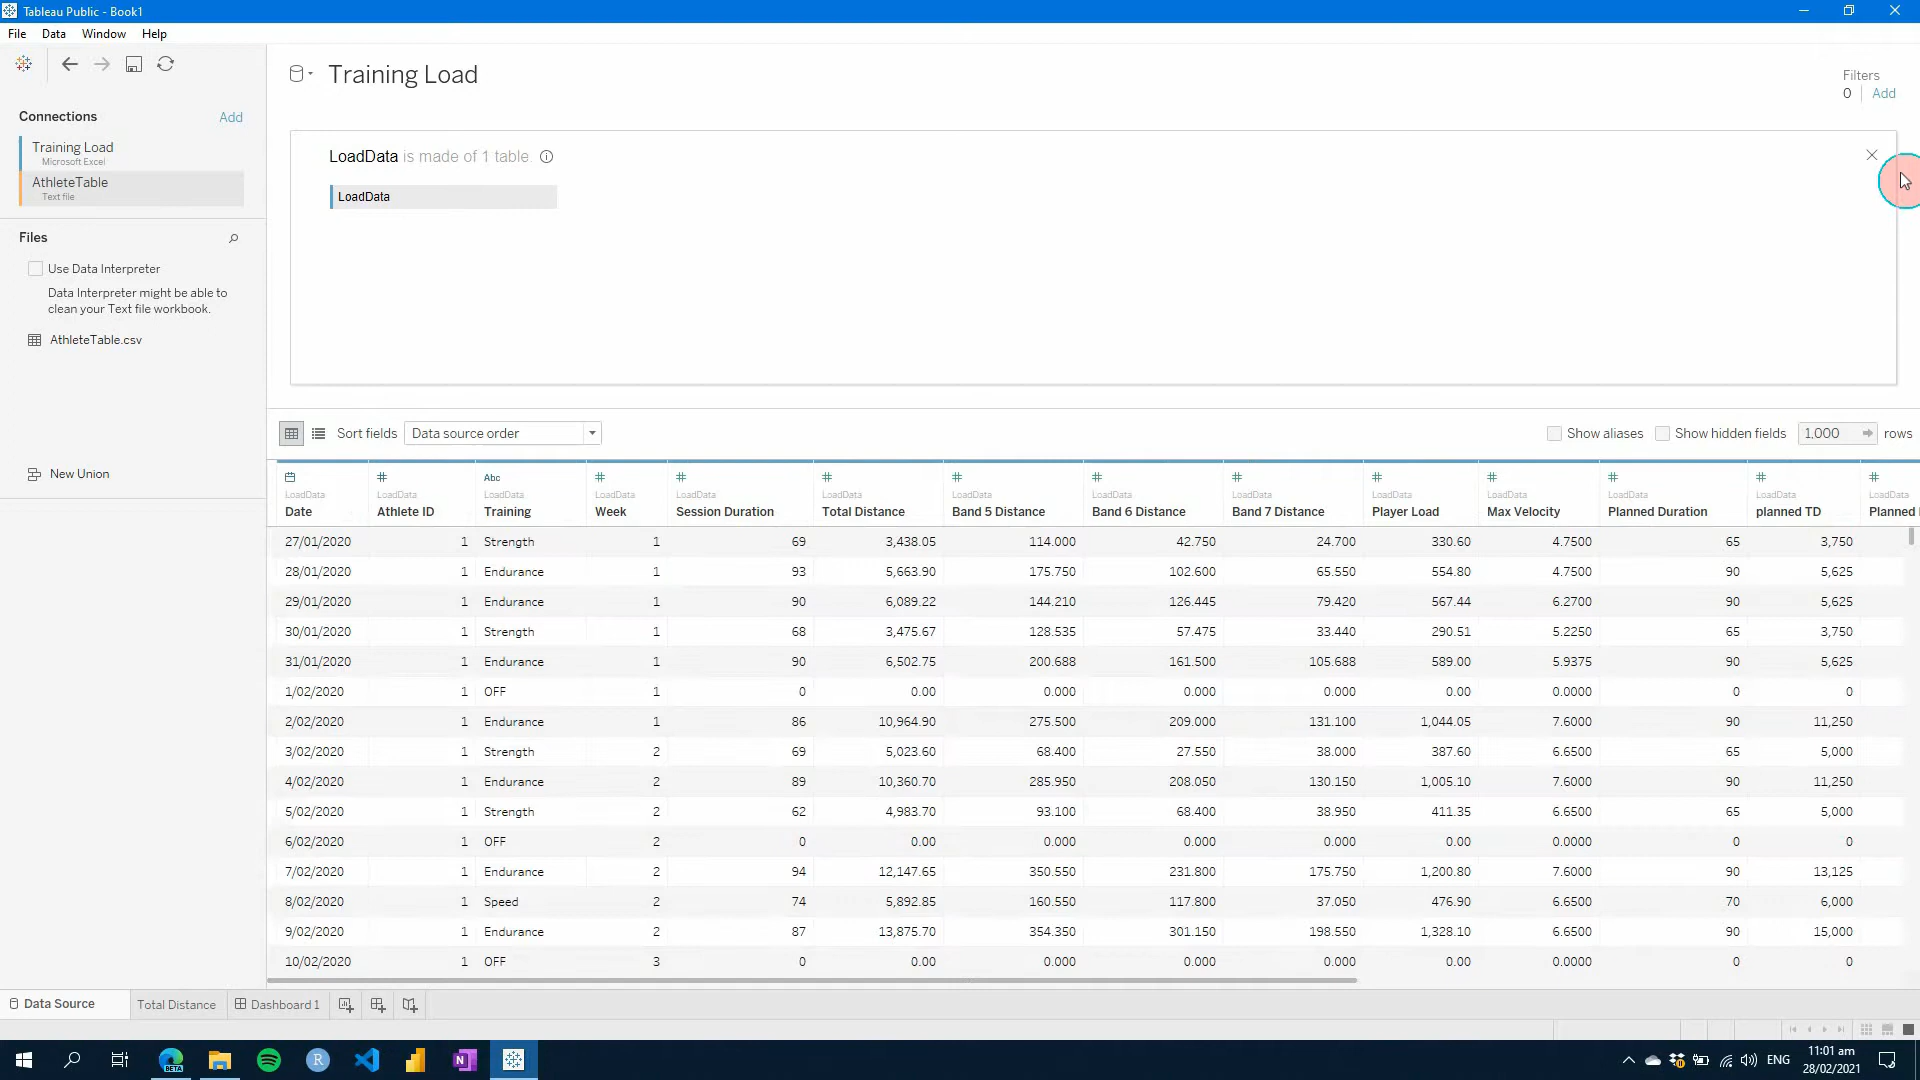 Tableau Public - Book1
File Data Window Help
Training Load
Filters
0 Add
Connections Add
Training Load
Microsoft Excel
AthleteTable
Text file
LoadData is made of 1 table.
LoadData
Files
Use Data Interpreter
Data Interpreter might be able to
clean your Text file workbook.
AthleteTable.csv
New Union
Sort fields Data source order Show aliases Show hidden fields 1,000 rows
Abc
LoadData LoadData LoadData LoadData LoadData LoadData LoadData LoadData LoadData LoadData LoadData LoadData LoadData LoadData
Date Athlete ID Training Week Session Duration Total Distance Band 5 Distance Band 6 Distance Band 7 Distance Player Load Max Velocity Planned Duration planned TD Planned
27/01/2020 1 Strength 1 69 3,438.05 114.000 42.750 24.700 330.60 4.7500 65 3,750
28/01/2020 1 Endurance 1 93 5,663.90 175.750 102.600 65.550 554.80 4.7500 90 5,625
29/01/2020 1 Endurance 1 90 6,089.22 144.210 126.445 79.420 567.44 6.2700 90 5,625
30/01/2020 1 Strength 1 68 3,475.67 128.535 57.475 33.440 290.51 5.2250 65 3,750
31/01/2020 1 Endurance 1 90 6,502.75 200.688 161.500 105.688 589.00 5.9375 90 5,625
1/02/2020 1 OFF 1 0 0.00 0.000 0.000 0.000 0.00 0.0000 0 0
2/02/2020 1 Endurance 1 86 10,964.90 275.500 209.000 131.100 1,044.05 7.6000 90 11,250
3/02/2020 1 Strength 2 69 5,023.60 68.400 27.550 38.000 387.60 6.6500 65 5,000
4/02/2020 1 Endurance 2 89 10,360.70 285.950 208.050 130.150 1,005.10 7.6000 90 11,250
5/02/2020 1 Strength 2 62 4,983.70 93.100 68.400 38.950 411.35 6.6500 65 5,000
6/02/2020 1 OFF 2 0 0.00 0.000 0.000 0.000 0.00 0.0000 0 0
7/02/2020 1 Endurance 2 94 12,147.65 350.550 231.800 175.750 1,200.80 7.6000 90 13,125
8/02/2020 1 Speed 2 74 5,892.85 160.550 117.800 37.050 476.90 6.6500 70 6,000
9/02/2020 1 Endurance 2 87 13,875.70 354.350 301.150 198.550 1,328.10 6.6500 90 15,000
10/02/2020 1 OFF 3 0 0.00 0.000 0.000 0.000 0.00 0.0000 0 0
Data Source Total Distance Dashboard 1
BETA R N ENG 11:01 am
28/02/2021